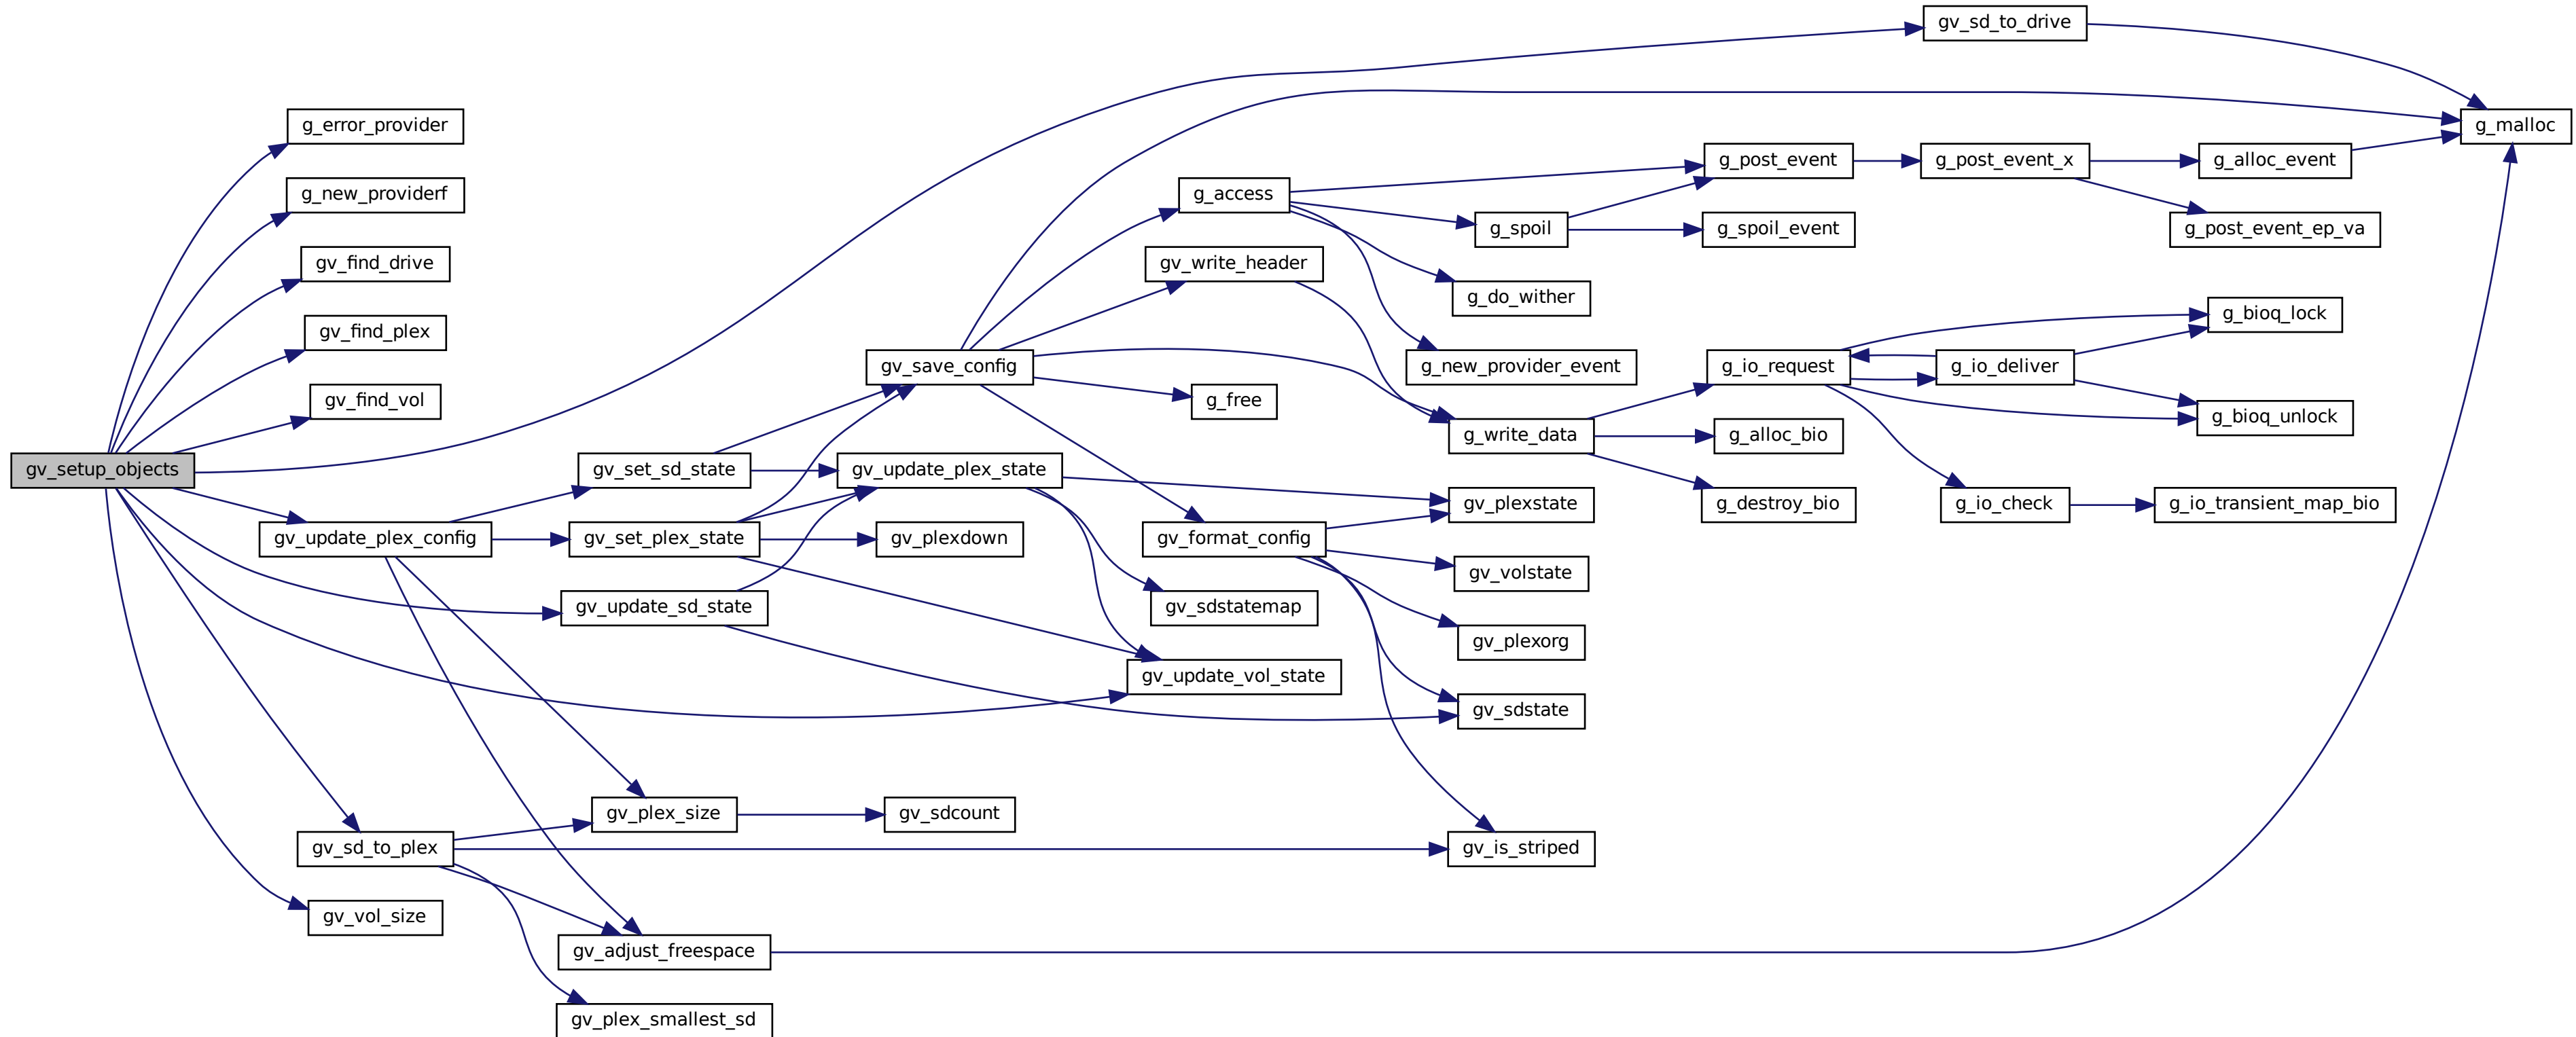 gv_sd_to_drive
g_error_provider
g_malloc
g_post_event
g_post_event_x
g_alloc_event
g_new_providerf
g_access
g_spoil
g_spoil_event
g_post_event_ep_va
gv_find_drive
gv_write_header
g_do_wither
g_bioq_lock
gv_find_plex
gv_save_config
g_new_provider_event
g_io_request
g_io_deliver
gv_find_vol
g_free
g_bioq_unlock
g_write_data
g_alloc_bio
gv_setup_objects
gv_set_sd_state
gv_update_plex_state
gv_plexstate
g_destroy_bio
g_io_check
g_io_transient_map_bio
gv_update_plex_config
gv_set_plex_state
gv_plexdown
gv_format_config
gv_volstate
gv_update_sd_state
gv_sdstatemap
gv_plexorg
gv_update_vol_state
gv_sdstate
gv_plex_size
gv_sdcount
gv_sd_to_plex
gv_is_striped
gv_vol_size
gv_adjust_freespace
gv_plex_smallest_sd